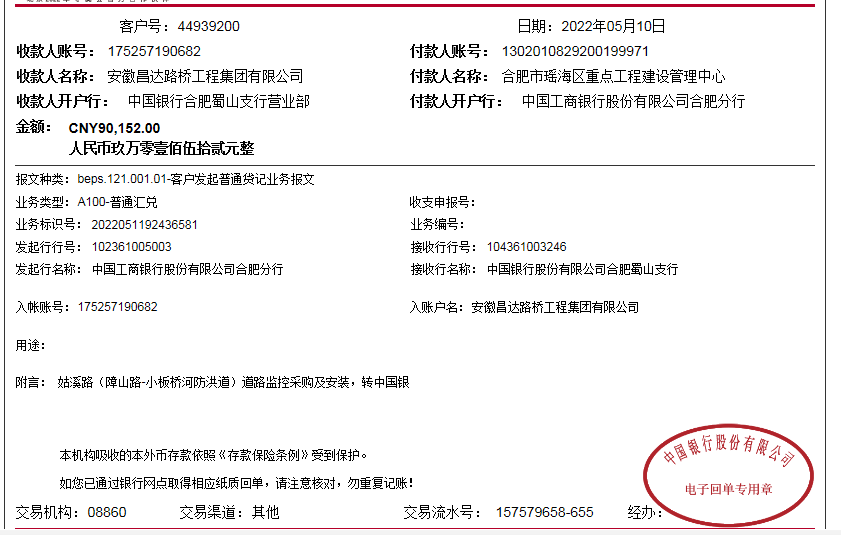 客户号：44939200 日期：2022年05月10日
收款人账号：175257190682 付款人账号：1302010829200199971
收款人名称：安徽昌达路桥工程集团有限公司 付款人名称：合肥市瑶海区重点工程建设管理中心
收款人开户行：中国银行合肥蜀山支行营业部 付款人开户行：中国工商银行股份有限公司合肥分行
金额：CNY90,152.00
人民币玖万零壹佰伍拾贰元整
报文种类：beps.121.001.01-客户发起普通贷记业务报文
业务类型：A100-普通汇兑 收支申报号：
业务标识号：2022051192436581 业务编号：
发起行行号：102361005003 接收行行号：104361003246
发起行名称：中国工商银行股份有限公司合肥分行 接收行名称：中国银行股份有限公司合肥蜀山支行
入帐账号：175257190682 入账户名：安徽昌达路桥工程集团有限公司
用途：
附言：姑溪路（障山路-小板桥河防洪道）道路监控采购及安装，转中国银
本机构吸收的本外币存款依照《存款保险条例》受到保护。
如您已通过银行网点取得相应纸质回单，请注意核对，勿重复记账！
中国银行股份有限公司
电子回单专用章
交易机构：08860 交易渠道：其他 交易流水号：157579658-655 经办：